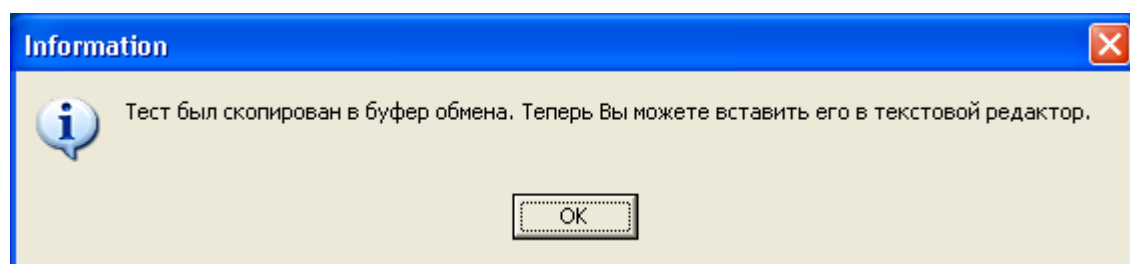 Information
Тест был скопирован в буфер обмена. Теперь Вы можете вставить его в текстовой редактор.
OK